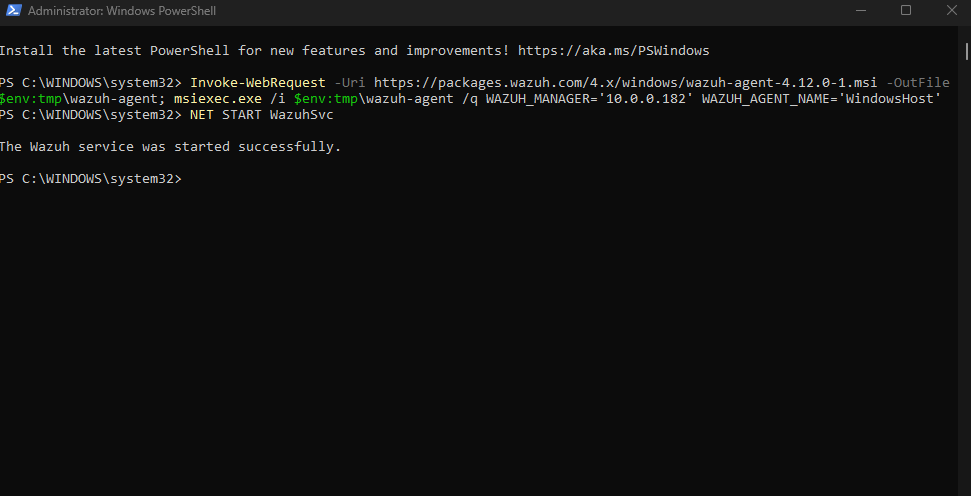 Administrator: Windows PowerShell
Install the latest PowerShell for new features and improvements! https://aka.ms/PSWindows
PS C:\WINDOWS\system32> Invoke-WebRequest -Uri https://packages.wazuh.com/4.x/windows/wazuh-agent-4.12.0-1.msi -OutFile
$env:tmp\wazuh-agent; msiexec.exe /i $env:tmp\wazuh-agent /q WAZUH_MANAGER='10.0.0.182' WAZUH_AGENT_NAME='WindowsHost'
PS C:\WINDOWS\system32> NET START WazuhSvc
The Wazuh service was started successfully.
PS C:\WINDOWS\system32>